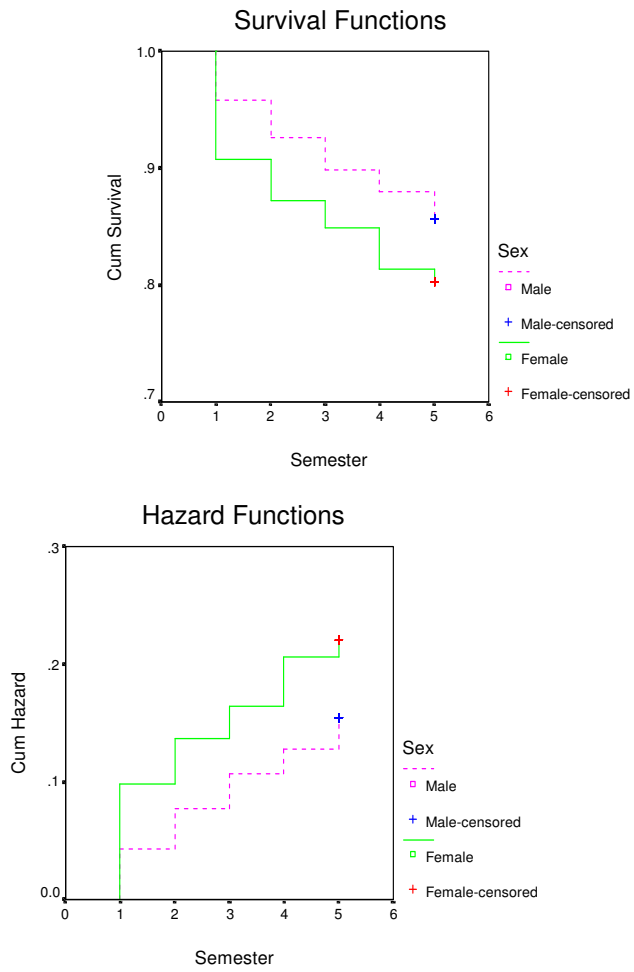 Survival Functions
1.0
.9
.8
.7
Cum Survival
0 1 2 3 4 5 6
Semester
Sex
Male
Male-censored
Female
Female-censored
Hazard Functions
.3
.2
.1
0.0
Cum Hazard
0 1 2 3 4 5 6
Semester
Sex
Male
Male-censored
Female
Female-censored